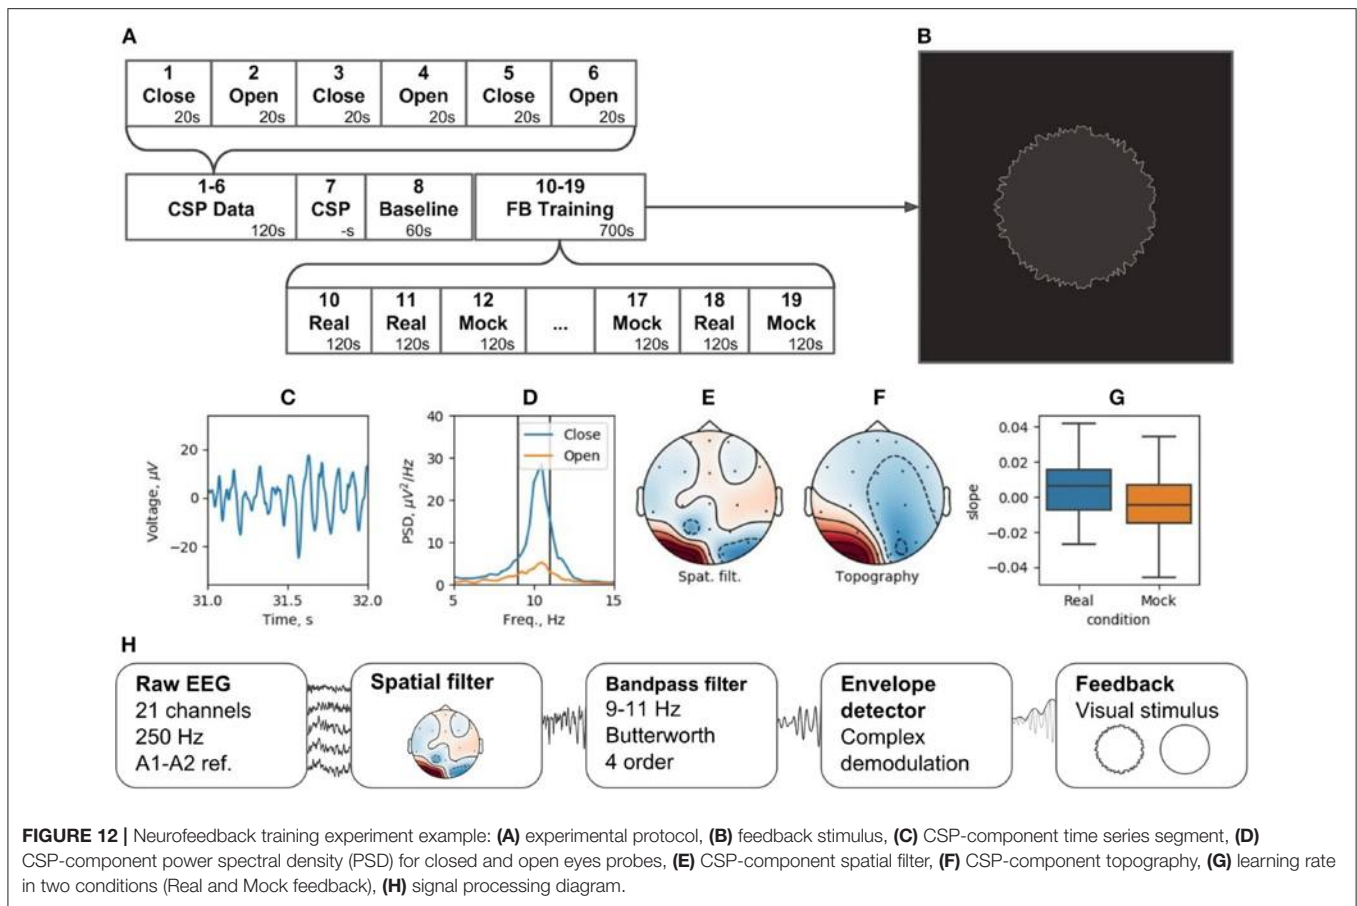 A
1 2 3 4 5 6
Close Open Close Open Close Open
20s 20s 20s 20s 20s 20s
1-6 7 8 10-19
CSP Data CSP Baseline FB Training
120s -s 60s 700s
10 11 12 17 18 19
Real Real Mock ... Mock Real Mock
120s 120s 120s 120s 120s 120s
B
C
Voltage, μV
20
0
−20
31.0 31.5 32.0
Time, s
D
PSD, μV²/Hz
40
30
20
10
0
Close
Open
5 10 15
Freq., Hz
E
Spat. filt.
F
Topography
G
slope
0.04
0.02
0.00
−0.02
−0.04
Real Mock
condition
H
Raw EEG
21 channels
250 Hz
A1-A2 ref.
Spatial filter
Bandpass filter
9-11 Hz
Butterworth
4 order
Envelope
detector
Complex
demodulation
Feedback
Visual stimulus
FIGURE 12 | Neurofeedback training experiment example: (A) experimental protocol, (B) feedback stimulus, (C) CSP-component time series segment, (D)
CSP-component power spectral density (PSD) for closed and open eyes probes, (E) CSP-component spatial filter, (F) CSP-component topography, (G) learning rate
in two conditions (Real and Mock feedback), (H) signal processing diagram.